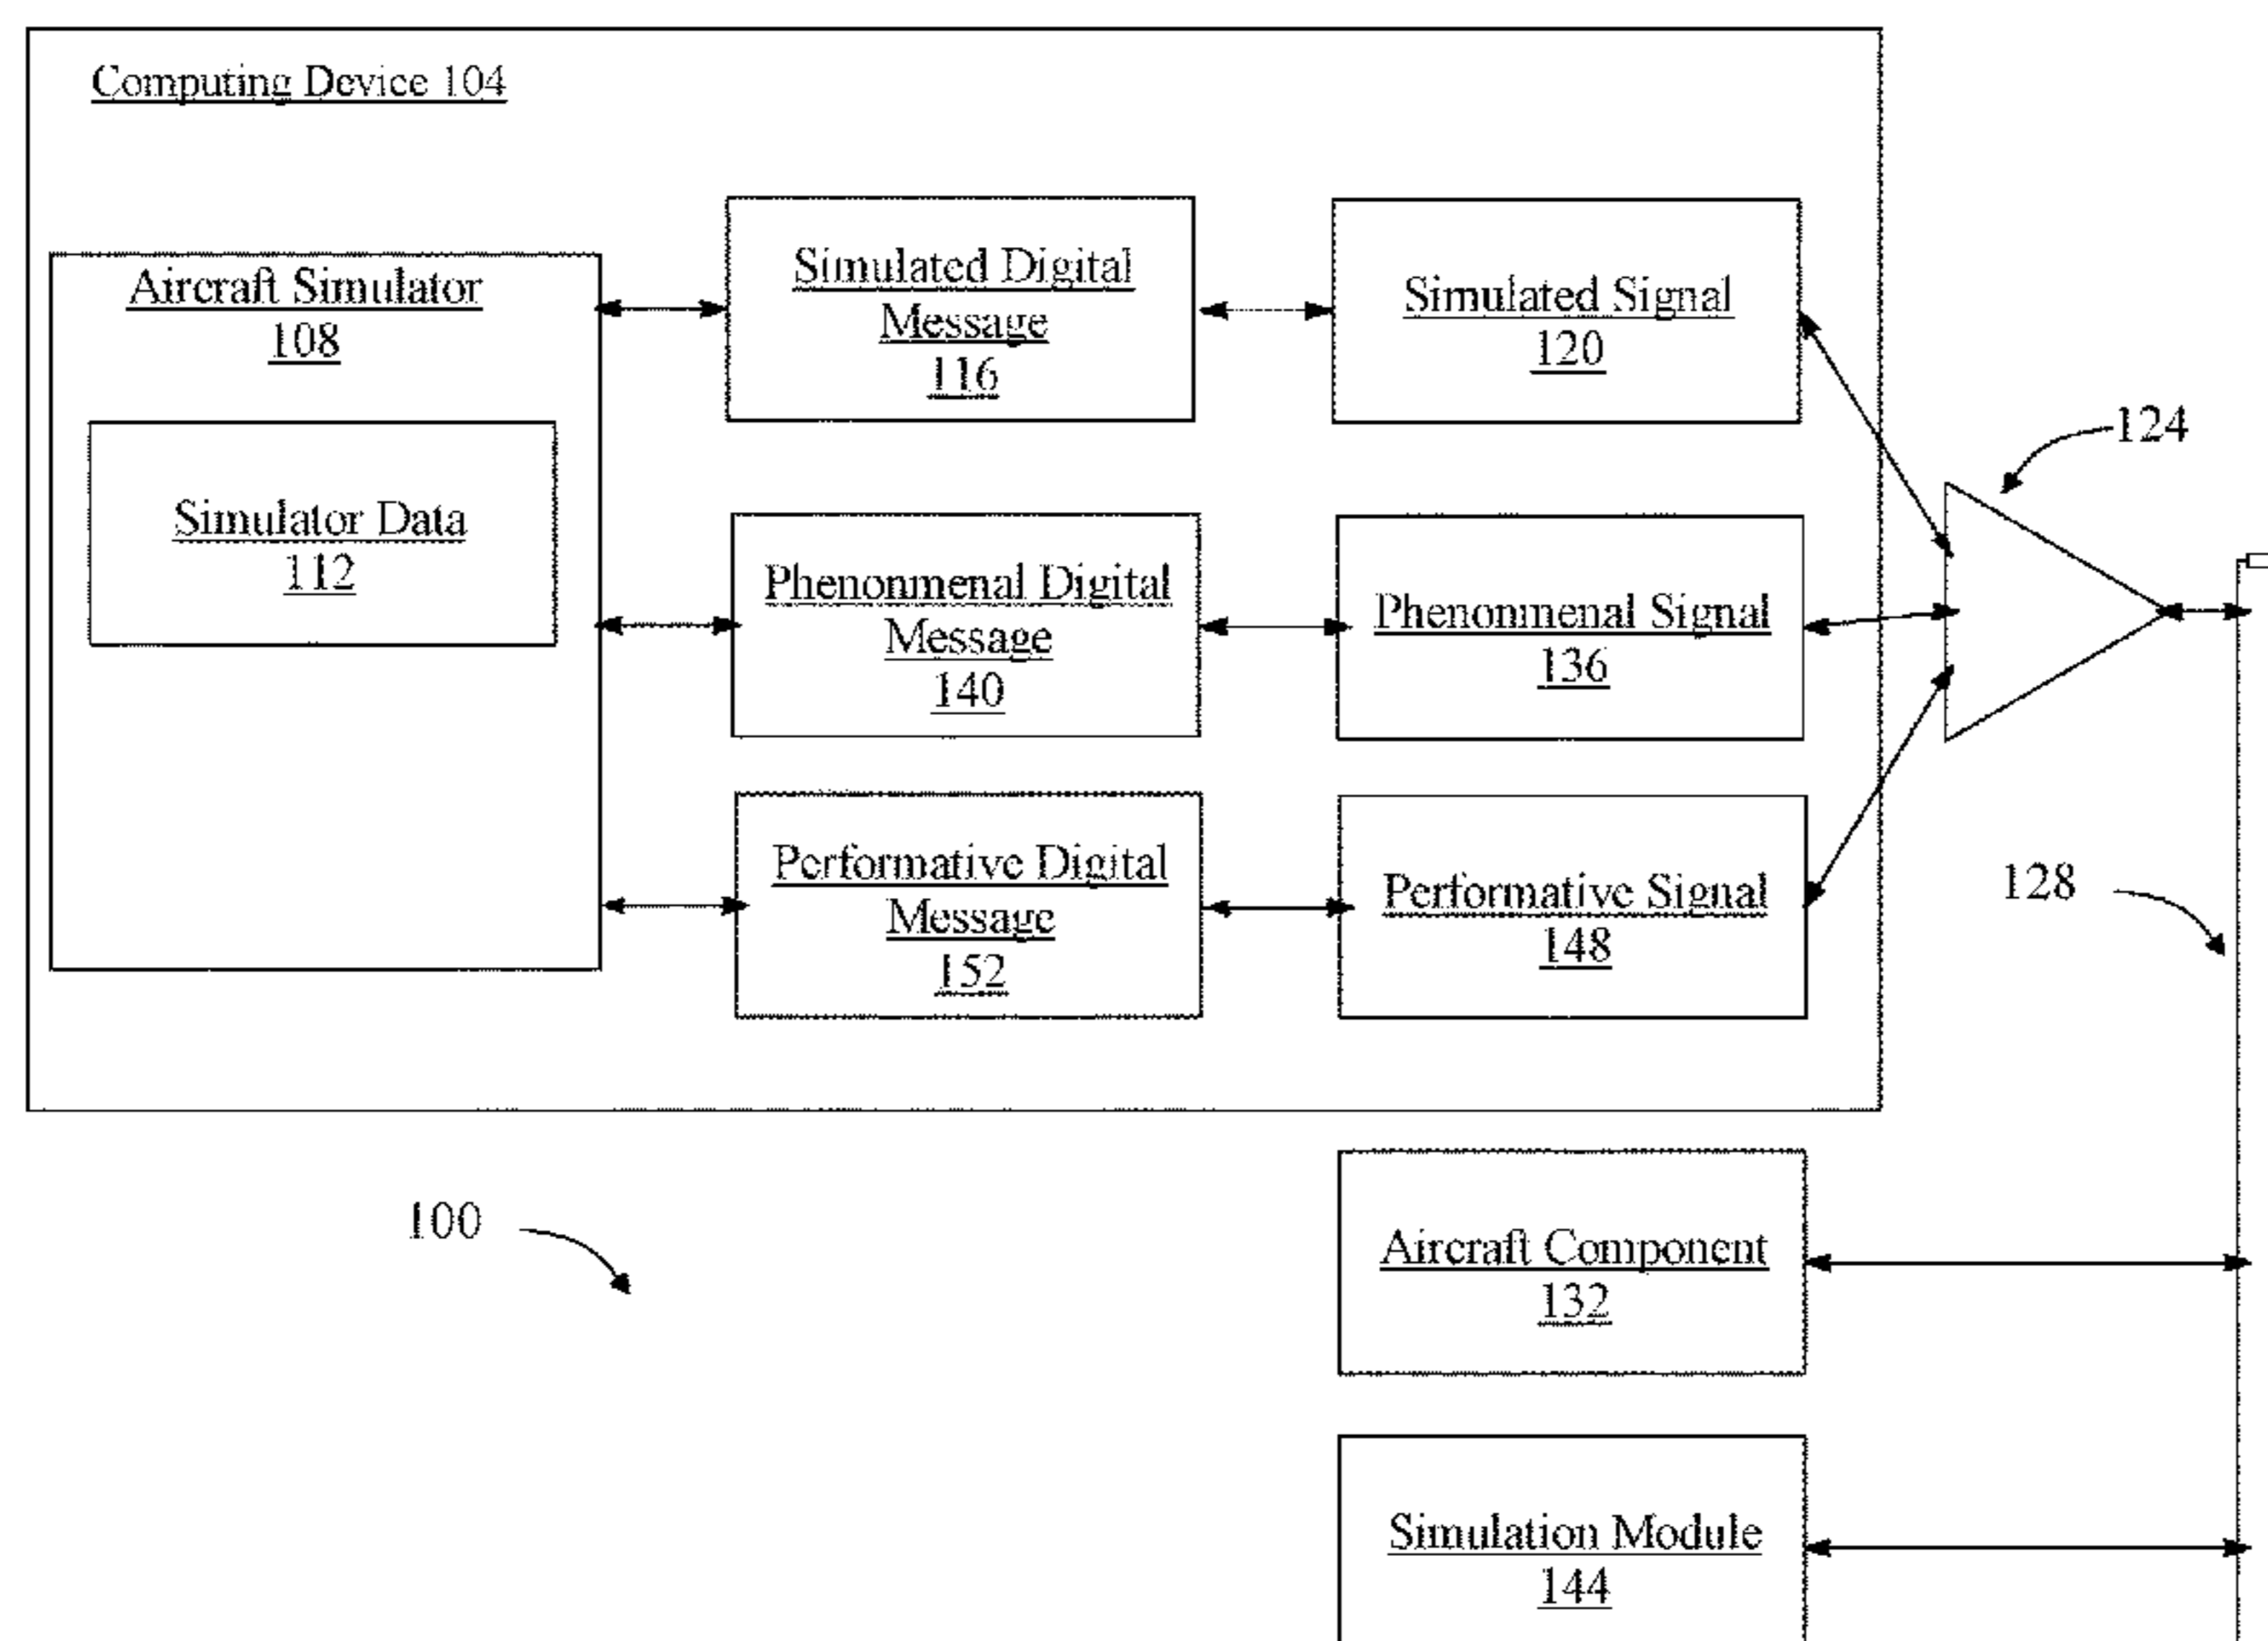 Computing Device 104
Aircraft Simulator
108
Simulator Data
112
Simulated Digital
Message
116
Simulated Signal
120
124
Phenonmenal Digital
Message
140
Phenonmenal Signal
136
Performative Digital
Message
152
Performative Signal
148
128
100
Aircraft Component
132
Simulation Module
144